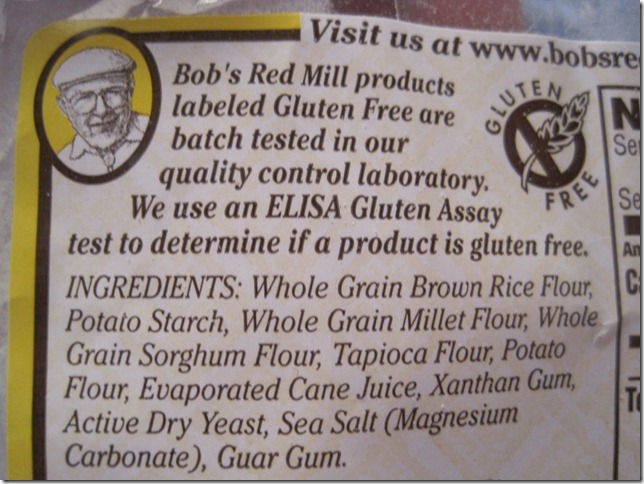 Visit us at www.bobsre
Bob's Red Mill products
labeled Gluten Free are
batch tested in our
quality control laboratory.
We use an ELISA Gluten Assay
test to determine if a product is gluten free.
GLUTEN
FREE
INGREDIENTS: Whole Grain Brown Rice Flour,
Potato Starch, Whole Grain Millet Flour, Whole
Grain Sorghum Flour, Tapioca Flour, Potato
Flour, Evaporated Cane Juice, Xanthan Gum,
Active Dry Yeast, Sea Salt (Magnesium
Carbonate), Guar Gum.
N
Se
Se
Am
C
T